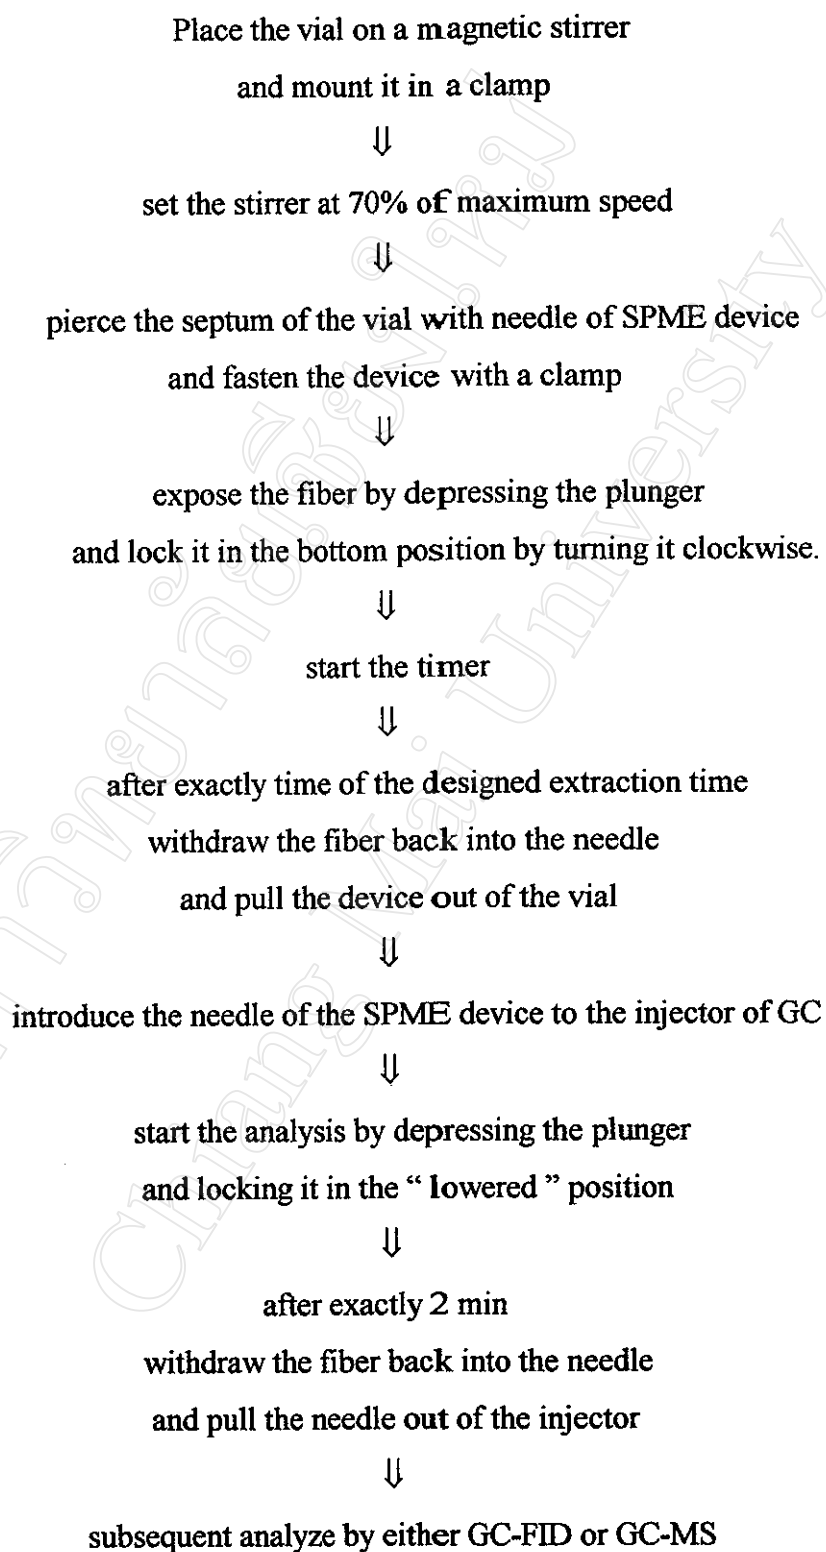 Place the vial on a magnetic stirrer
and mount it in a clamp
⇓
set the stirrer at 70% of maximum speed
⇓
pierce the septum of the vial with needle of SPME device
and fasten the device with a clamp
⇓
expose the fiber by depressing the plunger
and lock it in the bottom position by turning it clockwise.
⇓
start the timer
⇓
after exactly time of the designed extraction time
withdraw the fiber back into the needle
and pull the device out of the vial
⇓
introduce the needle of the SPME device to the injector of GC
⇓
start the analysis by depressing the plunger
and locking it in the “ lowered ” position
⇓
after exactly 2 min
withdraw the fiber back into the needle
and pull the needle out of the injector
⇓
subsequent analyze by either GC-FID or GC-MS
Chiang Mai University